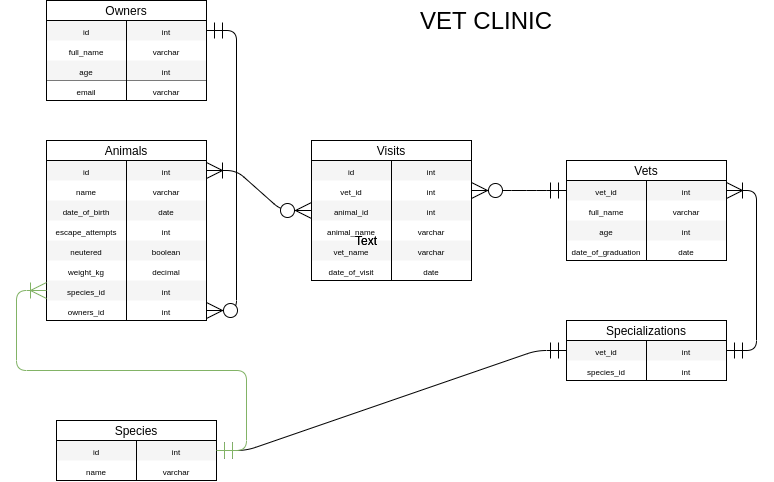 VET CLINIC
Owners
id int
full_name varchar
age int
email varchar
Animals
id int
name varchar
date_of_birth date
escape_attempts int
neutered boolean
weight_kg decimal
species_id int
owners_id int
Visits
id int
vet_id int
animal_id int
animal_name varchar
Text
vet_name varchar
date_of_visit date
Vets
vet_id int
full_name varchar
age int
date_of_graduation date
Specializations
vet_id int
species_id int
Species
id int
name varchar